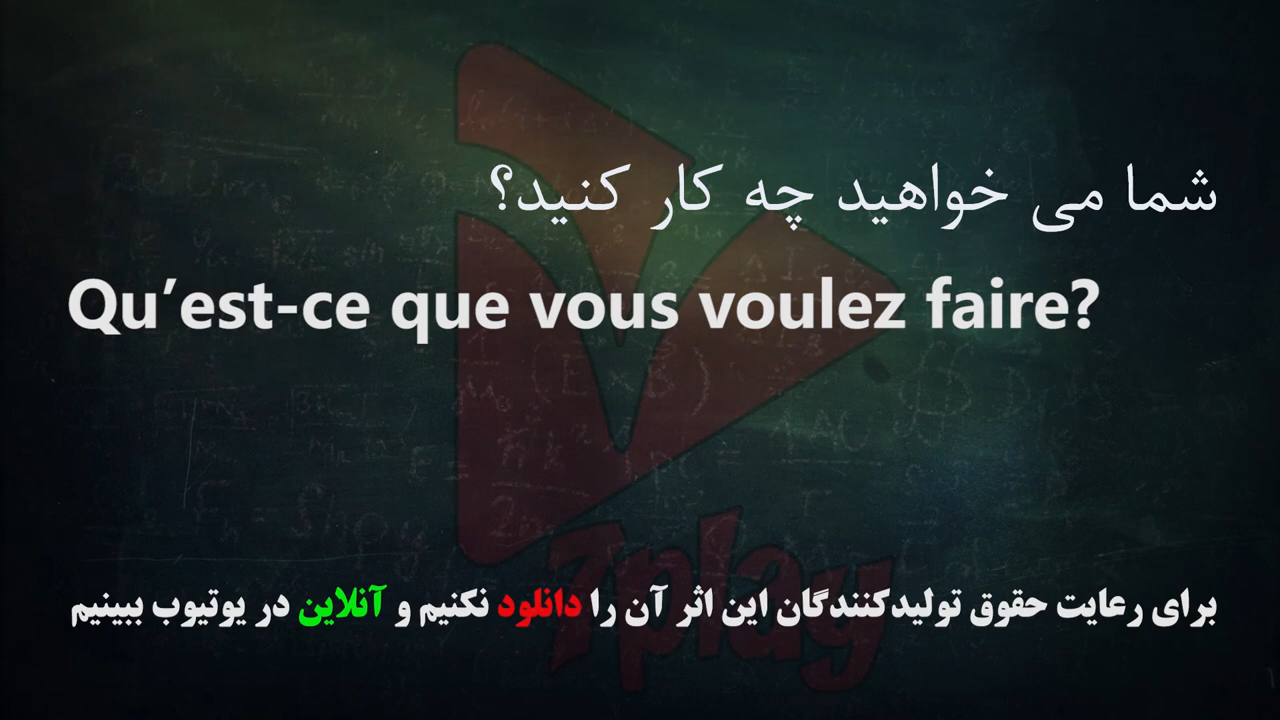 شما می خواهید چه کار کنید؟
Qu’est-ce que vous voulez faire?
7play
برای رعایت حقوق تولیدکنندگان این اثر آن را دانلود نکنیم و آنلاین در یوتیوب ببینیم